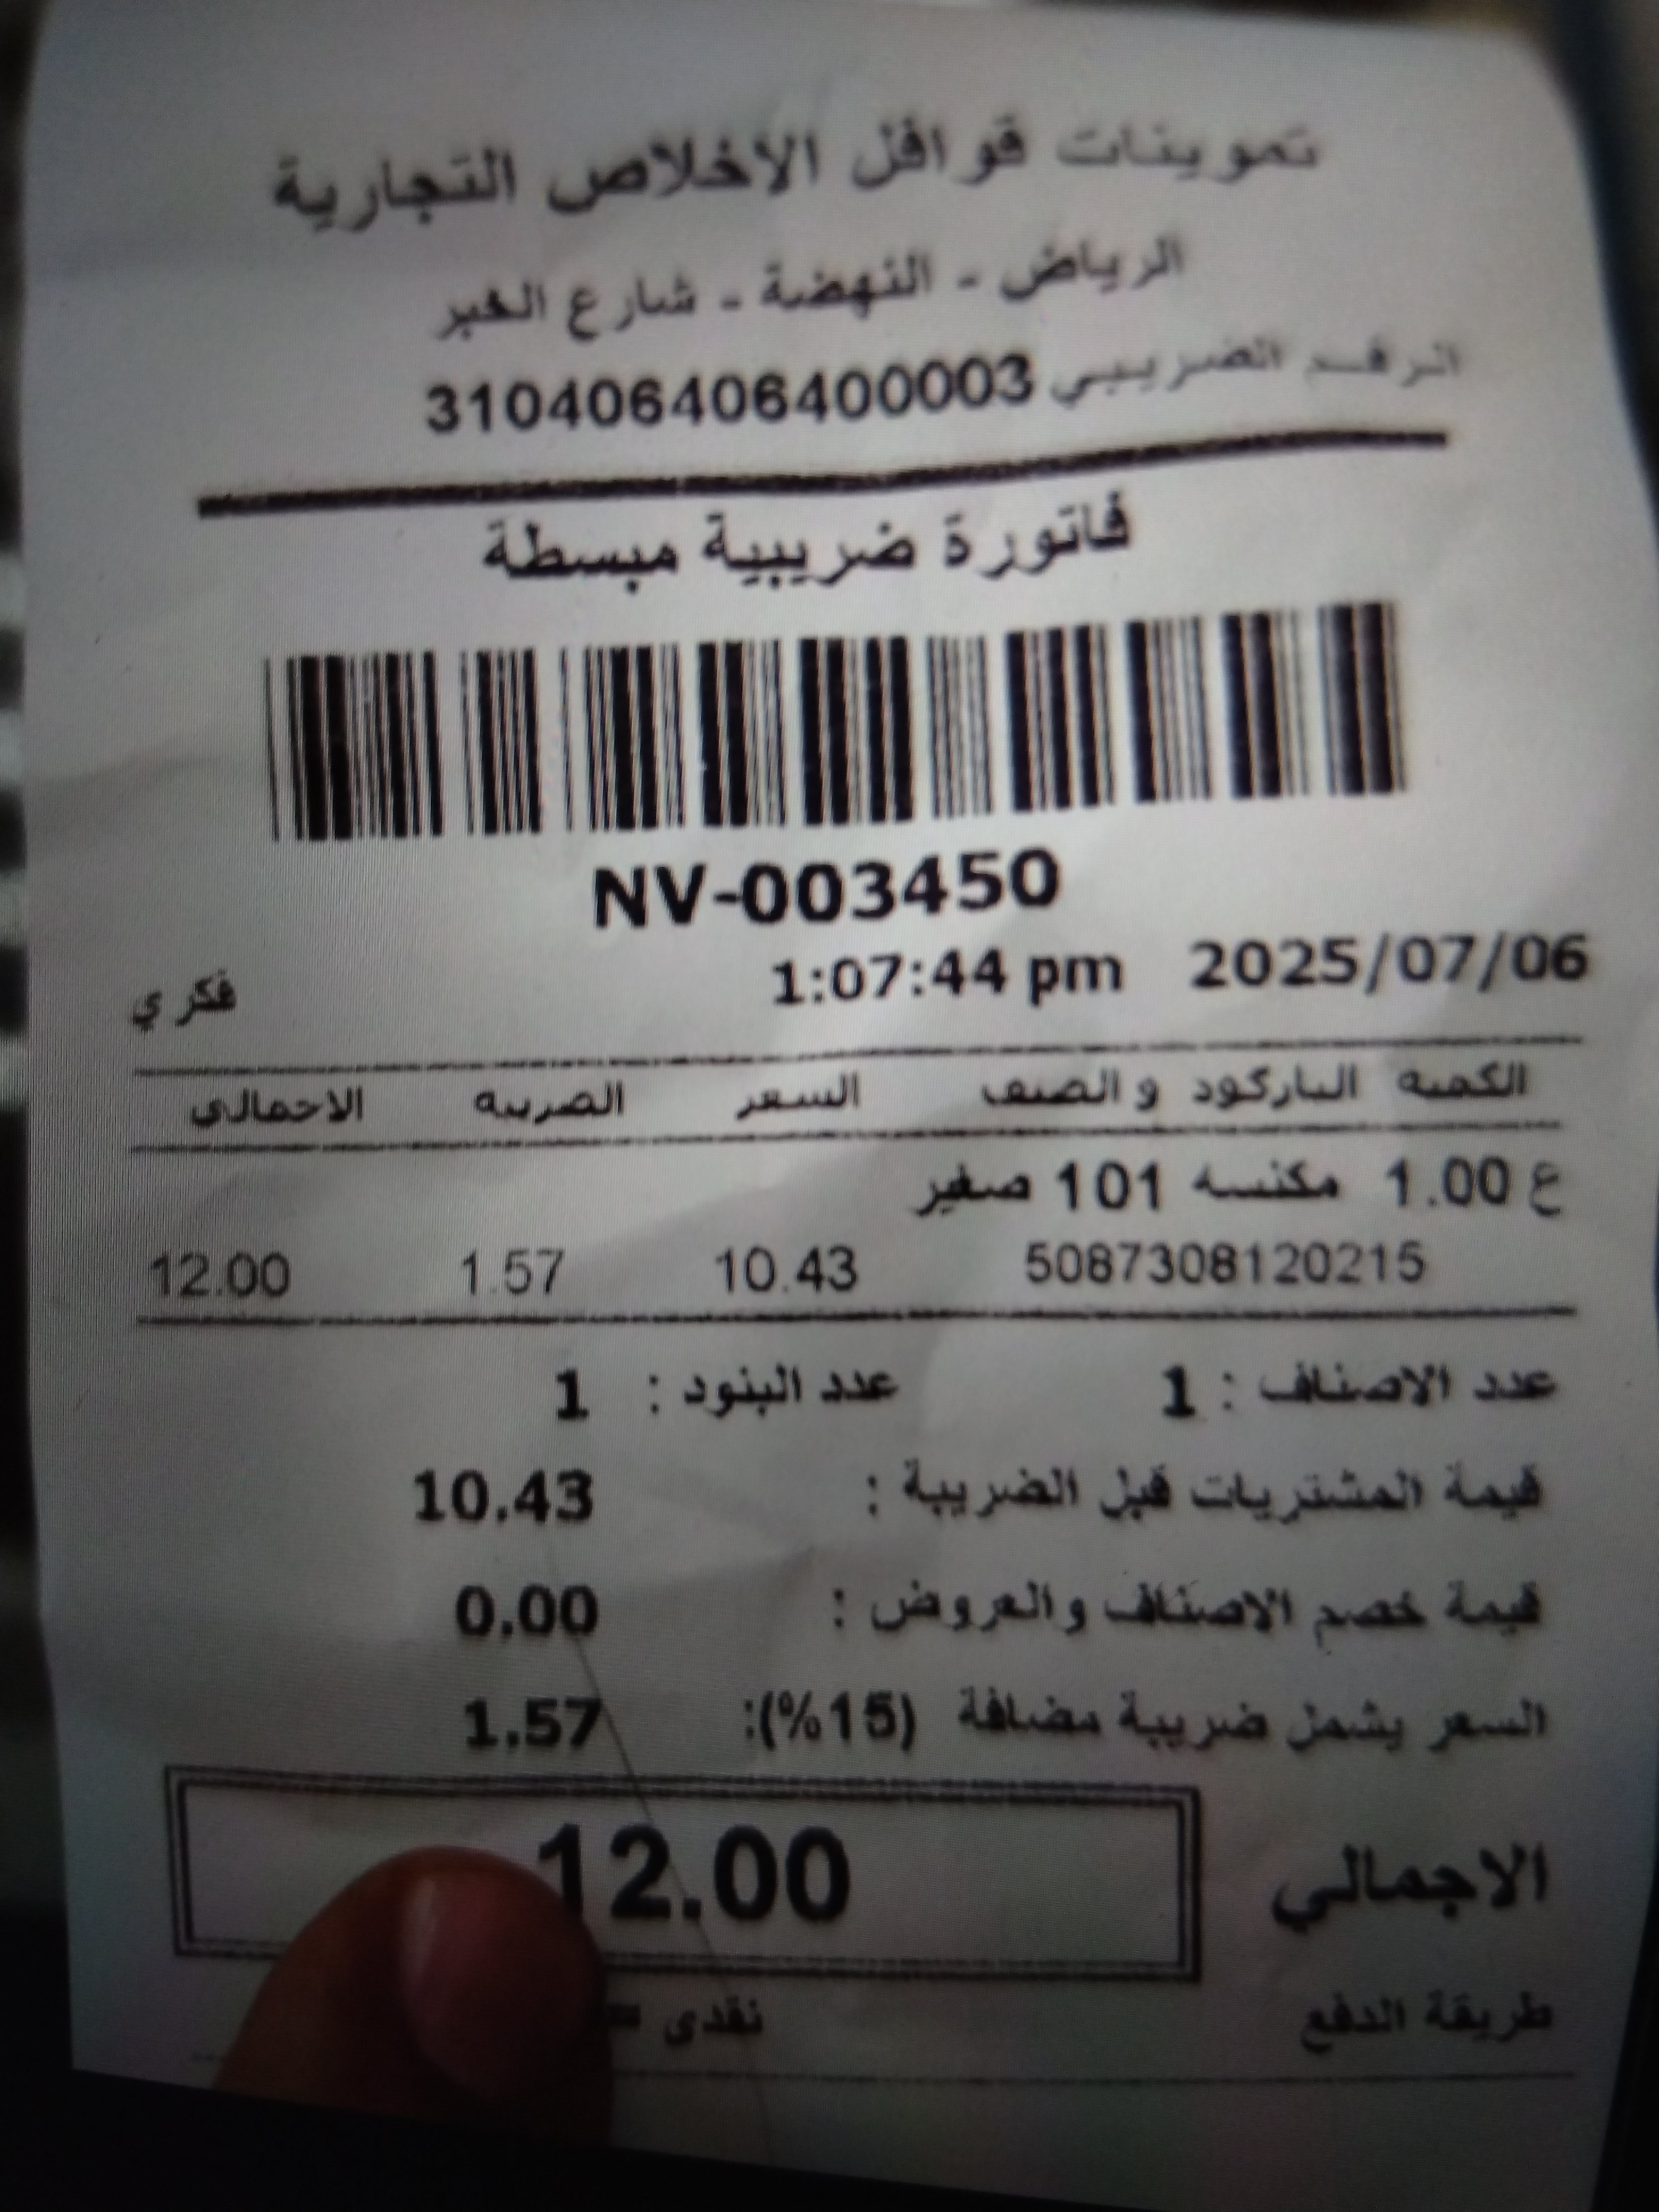 تموينات قوافل الاخلاص التجارية
الرياض - النهضة - شارع الخبر
الرقم الضريبي 310406406400003
فاتورة ضريبية مبسطة
NV-003450
2025/07/06 1:07:44 pm فكري
الكمية الباركود والصنف السعر الضريبة الاجمالي
ع 1.00 مكنسه 101 صغير
5087308120215 10.43 1.57 12.00
عدد الاصناف : 1 عدد البنود : 1
قيمة المشتريات قبل الضريبة : 10.43
قيمة خصم الاصناف والعروض : 0.00
السعر يشمل ضريبة مضافة (15%): 1.57
الاجمالي 12.00
طريقة الدفع نقدى =